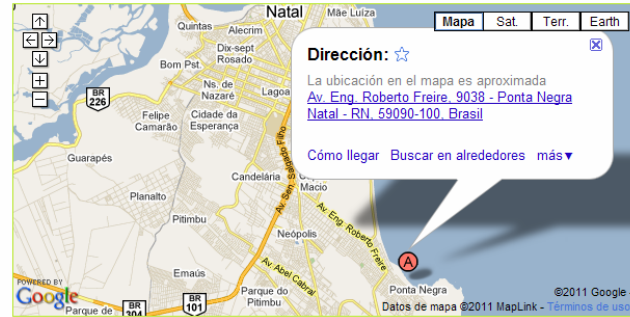 Natal
Mãe Luíza
Quintas
Alecrim
Dix-sept
Rosado
Bom Pst.
Ns. de
Nazaré
Lagoa
BR
226
Felipe
Camarão
Cidade da
Esperança
Guarapés
Candelária
Macio
Av. Sen. Salgado Filho
Planalto
Pitimbu
Av. Eng. Roberto Freire
Neópolis
Av. Abel Cabral
Emaús
Ponta Negra
Parque do
Pitimbu
Parque de
BR
304
BR
101
Mapa
Sat.
Terr.
Earth
Dirección:
La ubicación en el mapa es aproximada
Av. Eng. Roberto Freire, 9038 - Ponta Negra
Natal - RN, 59090-100, Brasil
Cómo llegar Buscar en alrededores más▼
A
POWERED BY
Google
©2011 Google
Datos de mapa ©2011 MapLink - Términos de uso